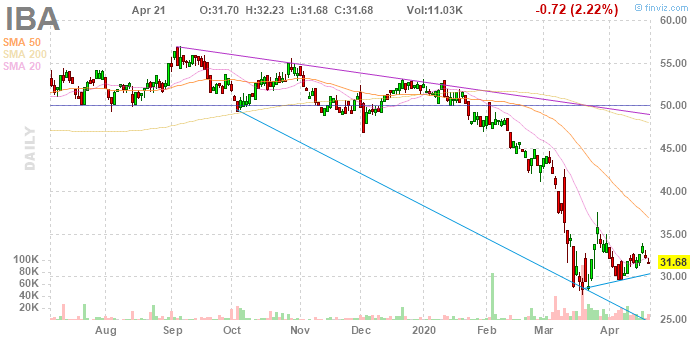 IBA
Apr 21 O:31.70 H:32.23 L:31.68 C:31.68 Vol:11.03K -0.72 (2.22%)
© finviz.com
SMA 50
SMA 200
SMA 20
DAILY
60.00
55.00
50.00
45.00
40.00
35.00
31.68
30.00
25.00
100K
80K
60K
40K
20K
Aug Sep Oct Nov Dec 2020 Feb Mar Apr